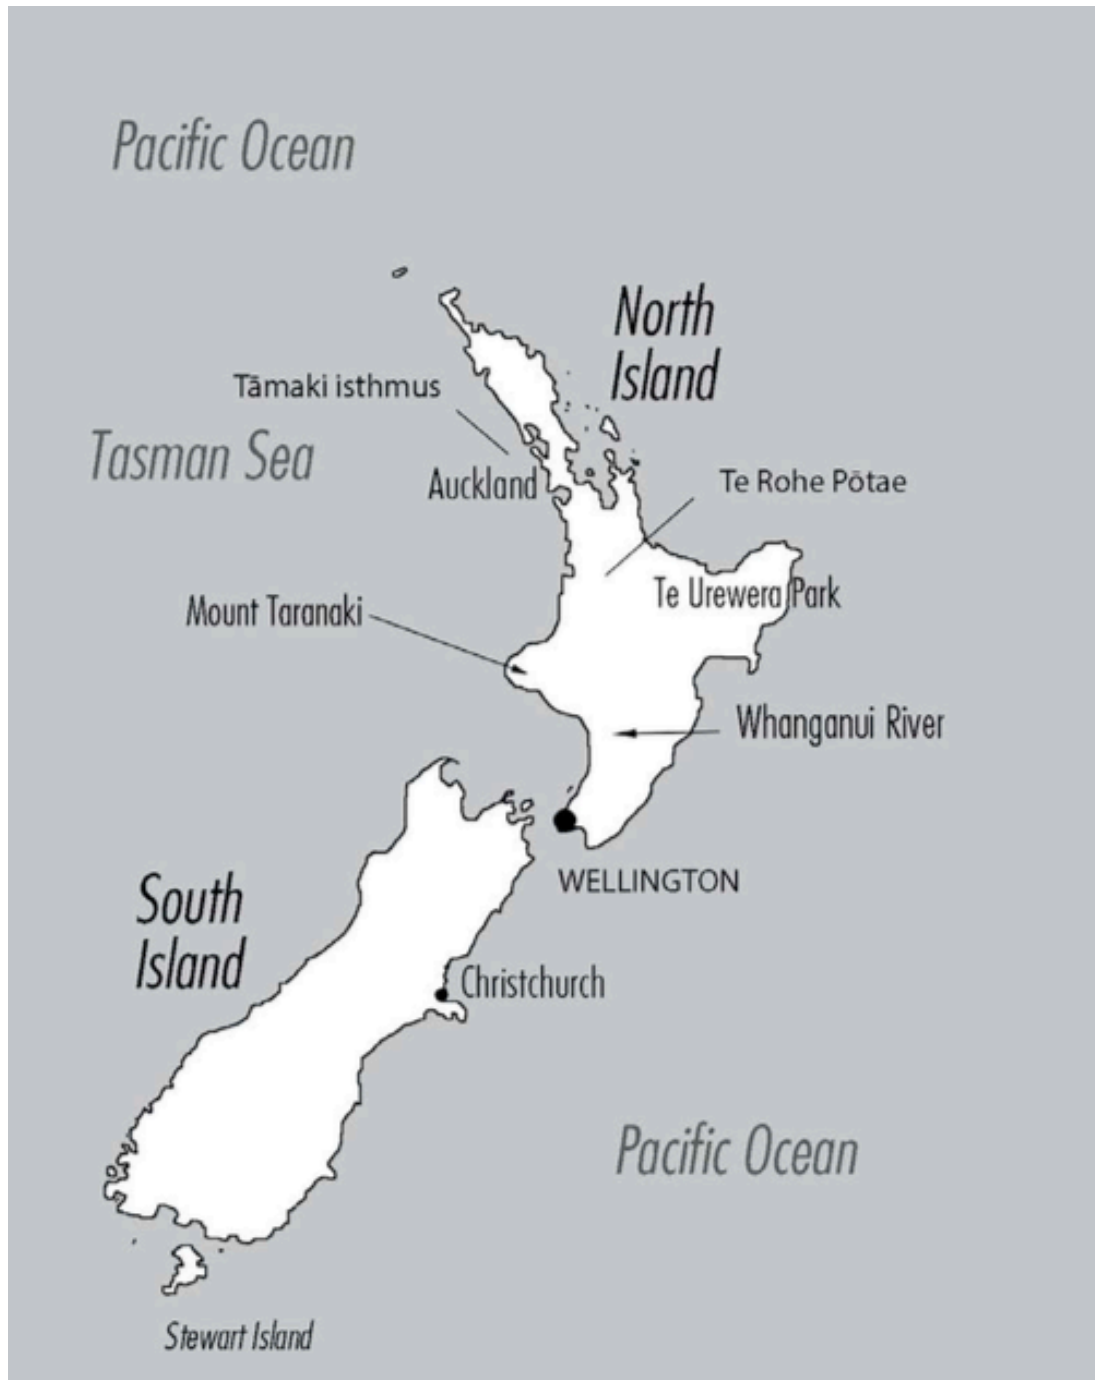 Pacific Ocean
North
Island
Tāmaki isthmus
Tasman Sea
Auckland
Te Rohe Pōtae
Te Urewera Park
Mount Taranaki
Whanganui River
WELLINGTON
South
Island
Christchurch
Pacific Ocean
Stewart Island